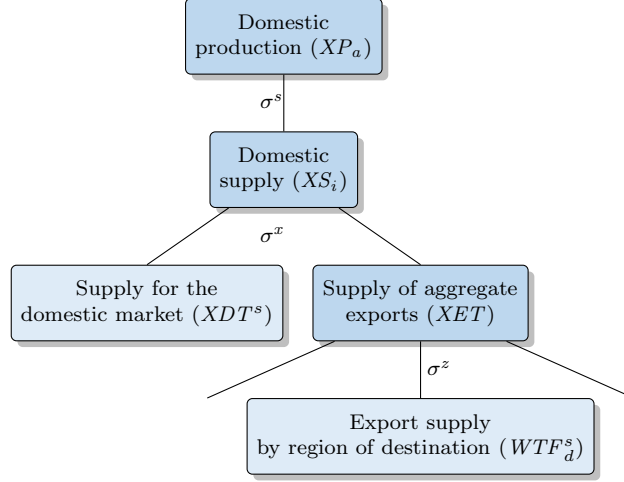 Domestic
production (XP_a)
σ^s
Domestic
supply (XS_i)
σ^x
Supply for the
domestic market (XDT^s)
Supply of aggregate
exports (XET)
σ^z
Export supply
by region of destination (WTF^s_d)